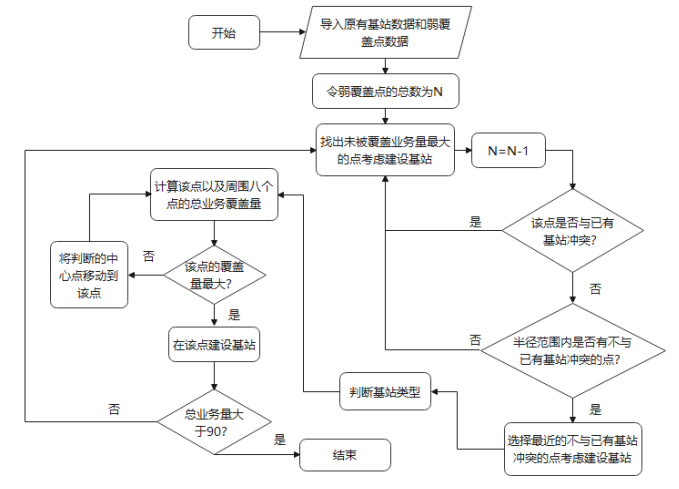 开始
导入原有基站数据和弱覆
盖点数据
令弱覆盖点的总数为N
找出未被覆盖业务量最大
的点考虑建设基站
N=N-1
计算该点以及周围八个
点的总业务覆盖量
是
该点是否与已有
基站冲突?
将判断的中
心点移动到
该点
否
该点的覆盖
量最大?
否
是
在该点建设基站
否
半径范围内是否有不与
已有基站冲突的点?
判断基站类型
否
总业务量大
于90?
是
是
选择最近的不与已有基站
冲突的点考虑建设基站
结束